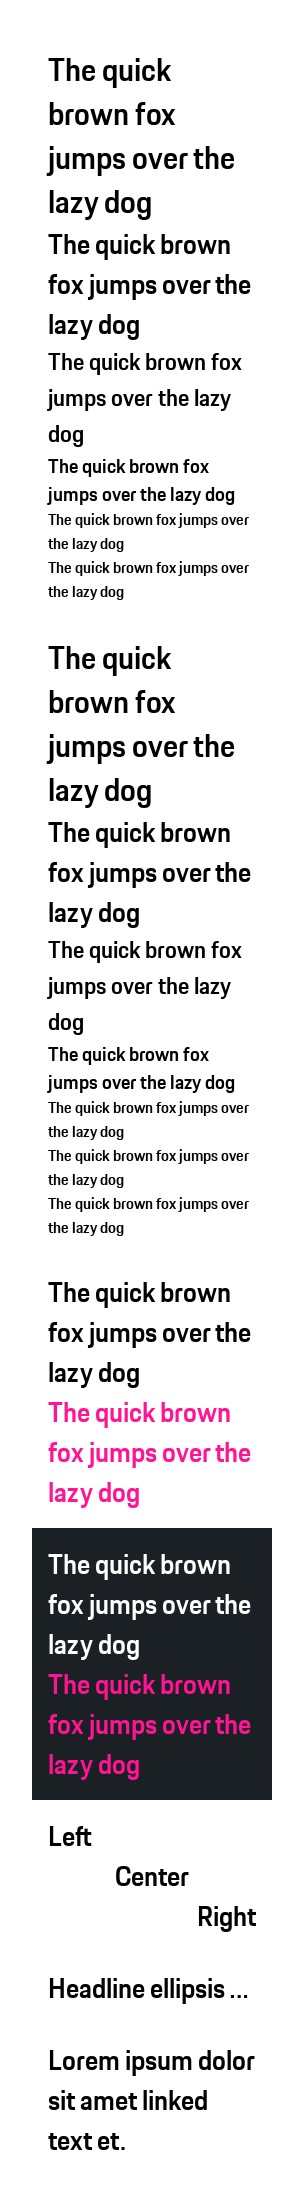 The quick
brown fox
jumps over the
lazy dog
The quick brown
fox jumps over the
lazy dog
The quick brown fox
jumps over the lazy
dog
The quick brown fox
jumps over the lazy dog
The quick brown fox jumps over
the lazy dog
The quick brown fox jumps over
the lazy dog
The quick
brown fox
jumps over the
lazy dog
The quick brown
fox jumps over the
lazy dog
The quick brown fox
jumps over the lazy
dog
The quick brown fox
jumps over the lazy dog
The quick brown fox jumps over
the lazy dog
The quick brown fox jumps over
the lazy dog
The quick brown fox jumps over
the lazy dog
The quick brown
fox jumps over the
lazy dog
The quick brown
fox jumps over the
lazy dog
The quick brown
fox jumps over the
lazy dog
The quick brown
fox jumps over the
lazy dog
Left
Center
Right
Headline ellipsis ...
Lorem ipsum dolor
sit amet linked
text et.